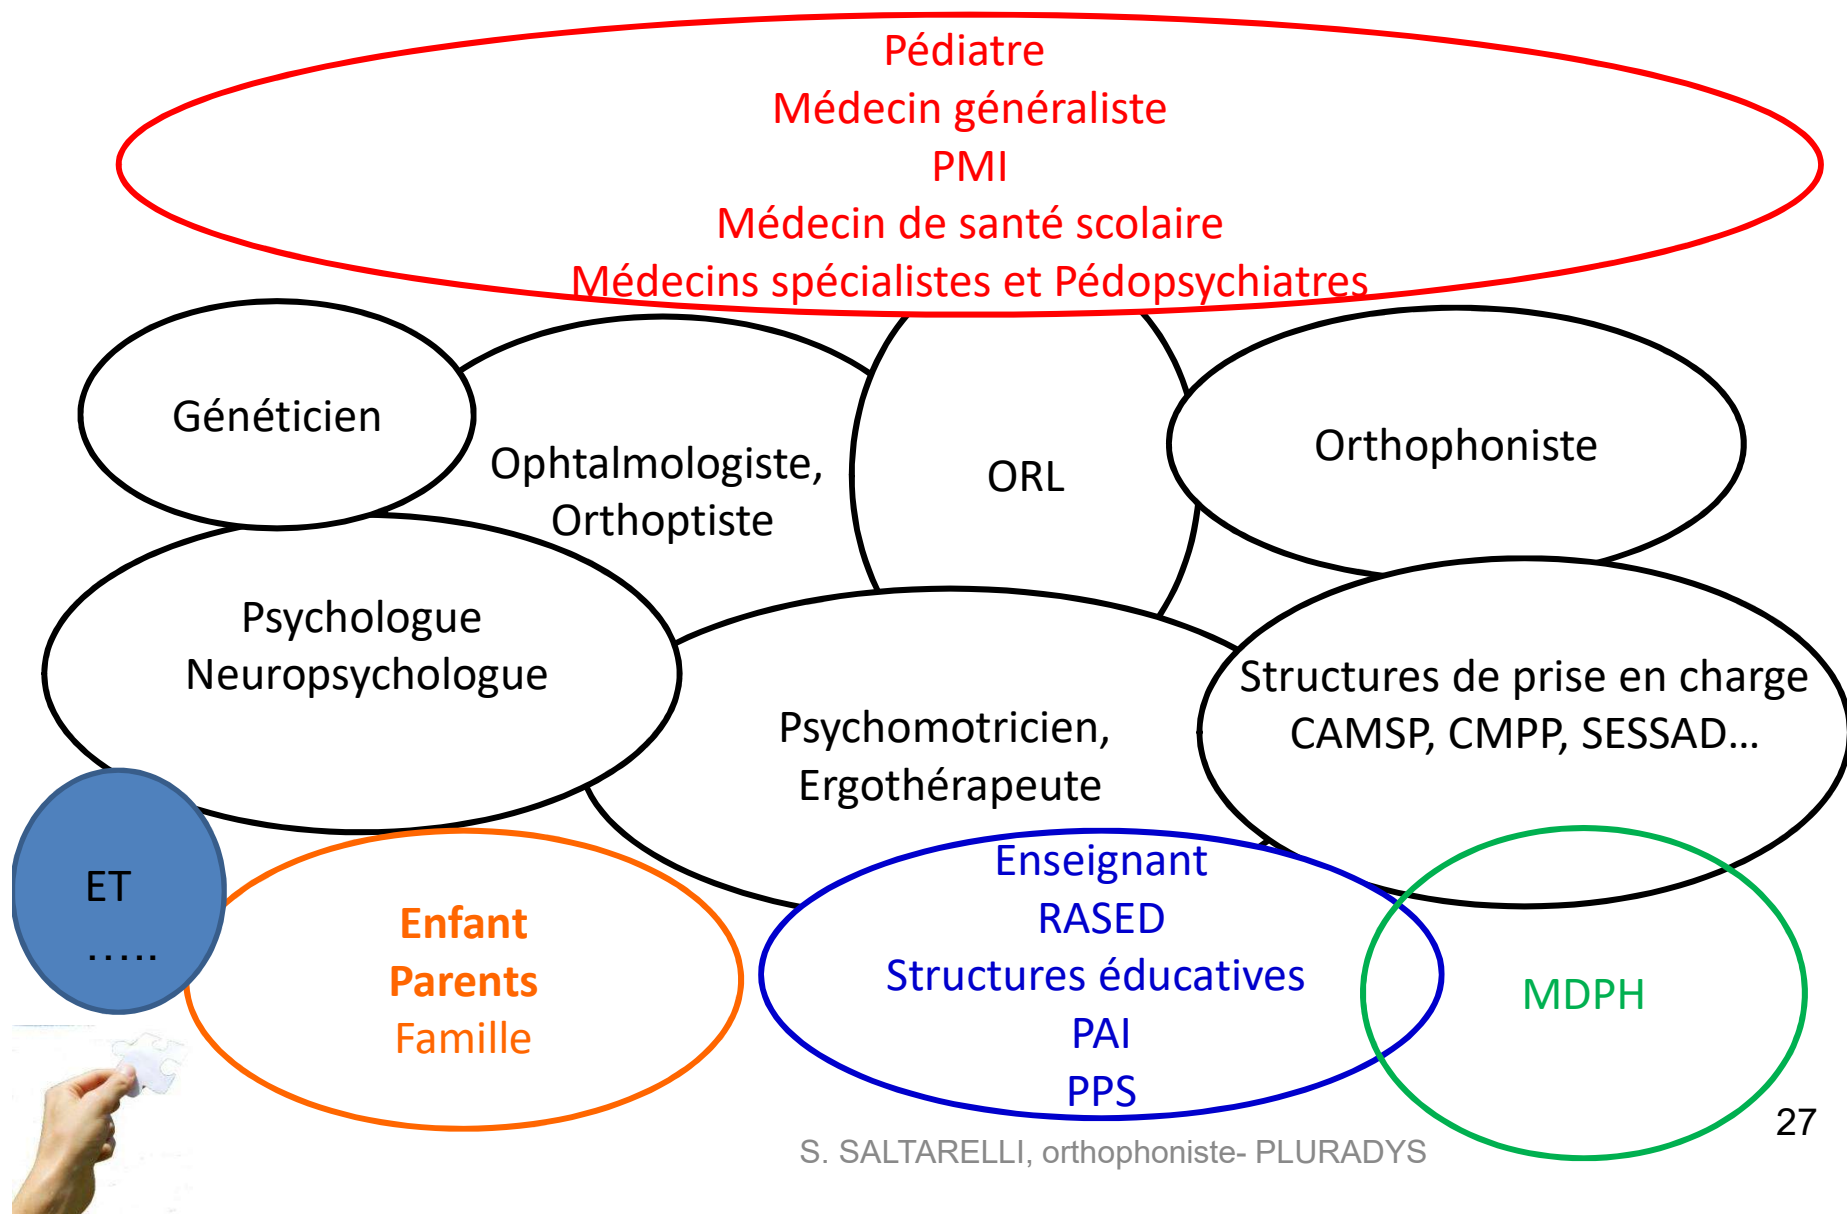 Pédiatre
Médecin généraliste
PMI
Médecin de santé scolaire
Médecins spécialistes et Pédopsychiatres
Généticien
Ophtalmologiste,
Orthoptiste
ORL
Orthophoniste
Psychologue
Neuropsychologue
Psychomotricien,
Ergothérapeute
Structures de prise en charge
CAMSP, CMPP, SESSAD...
ET
.....
Enfant
Parents
Famille
Enseignant
RASED
Structures éducatives
PAI
PPS
MDPH
S. SALTARELLI, orthophoniste- PLURADYS
27